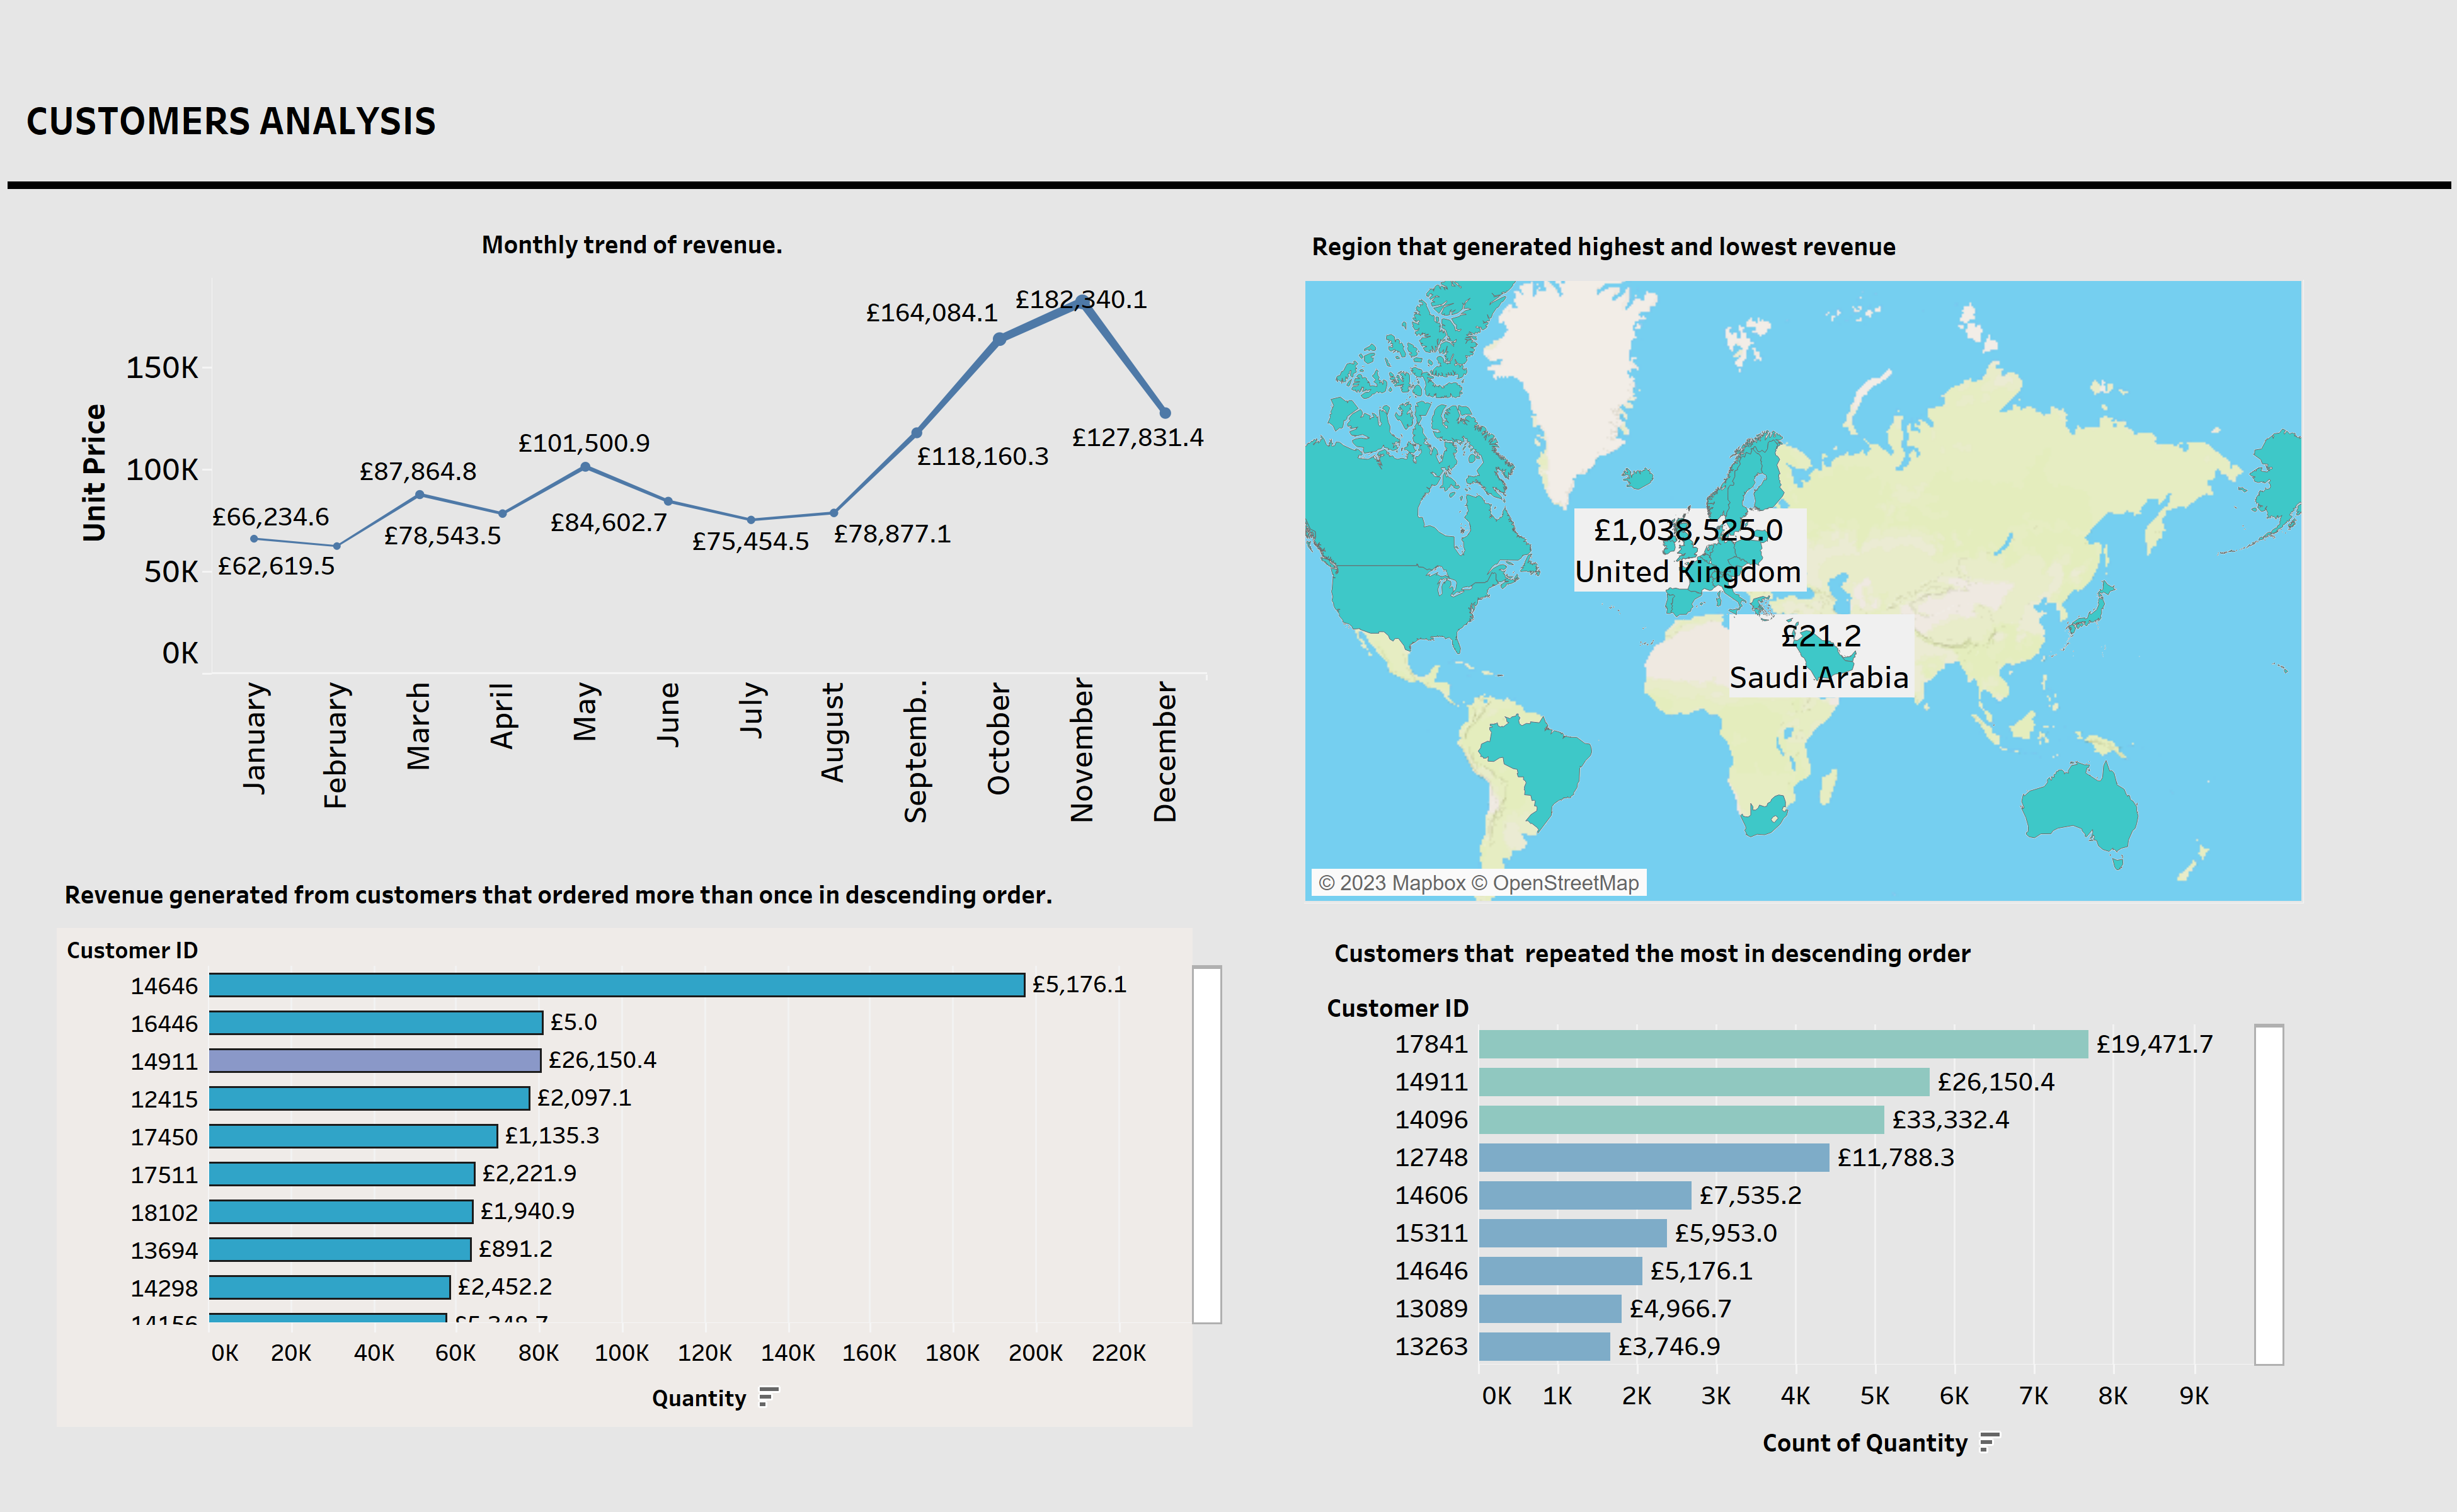 CUSTOMERS ANALYSIS
Monthly trend of revenue.
Unit Price
150K
100K
50K
0K
£66,234.6
£62,619.5
£87,864.8
£78,543.5
£101,500.9
£84,602.7
£75,454.5
£78,877.1
£118,160.3
£164,084.1
£182,340.1
£127,831.4
January
February
March
April
May
June
July
August
Septemb..
October
November
December
Region that generated highest and lowest revenue
£1,038,525.0
United Kingdom
£21.2
Saudi Arabia
© 2023 Mapbox © OpenStreetMap
Revenue generated from customers that ordered more than once in descending order.
Customer ID
14646 £5,176.1
16446 £5.0
14911 £26,150.4
12415 £2,097.1
17450 £1,135.3
17511 £2,221.9
18102 £1,940.9
13694 £891.2
14298 £2,452.2
14156
0K 20K 40K 60K 80K 100K 120K 140K 160K 180K 200K 220K
Quantity
Customers that  repeated the most in descending order
Customer ID
17841 £19,471.7
14911 £26,150.4
14096 £33,332.4
12748 £11,788.3
14606 £7,535.2
15311 £5,953.0
14646 £5,176.1
13089 £4,966.7
13263 £3,746.9
0K 1K 2K 3K 4K 5K 6K 7K 8K 9K
Count of Quantity